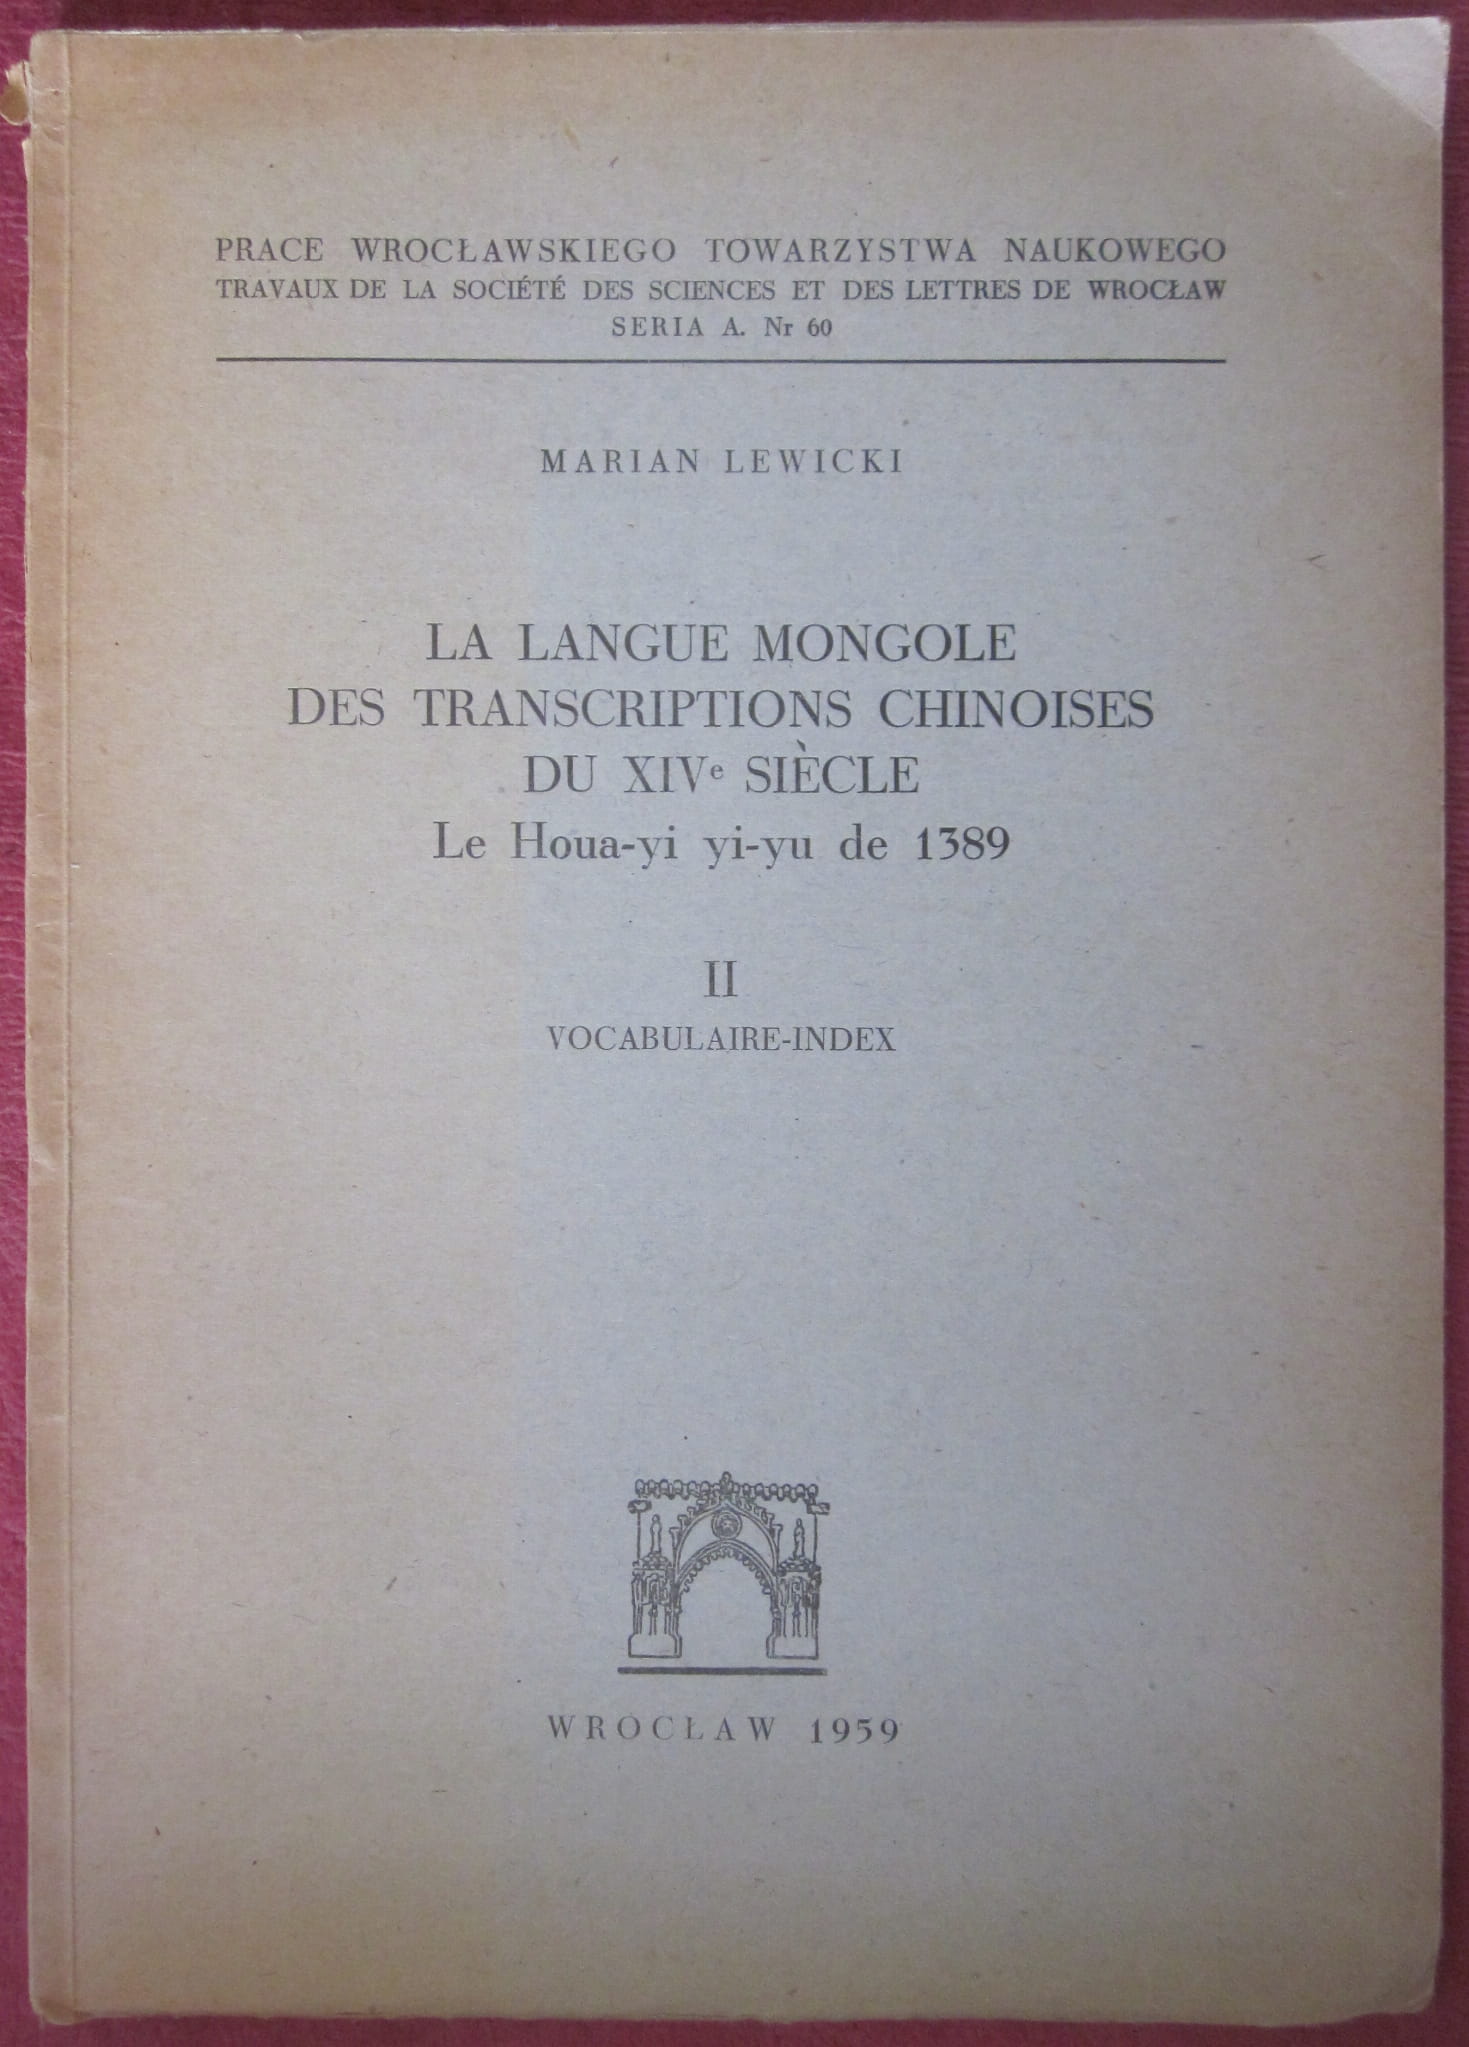 PRACE WROCŁAWSKIEGO TOWARZYSTWA NAUKOWEGO
TRAVAUX DE LA SOCIÉTÉ DES SCIENCES ET DES LETTRES DE WROCŁAW
SERIA A. Nr 60
MARIAN LEWICKI
LA LANGUE MONGOLE
DES TRANSCRIPTIONS CHINOISES
DU XIVe SIÈCLE
Le Houa-yi yi-yu de 1389
II
VOCABULAIRE-INDEX
WROCŁAW 1959